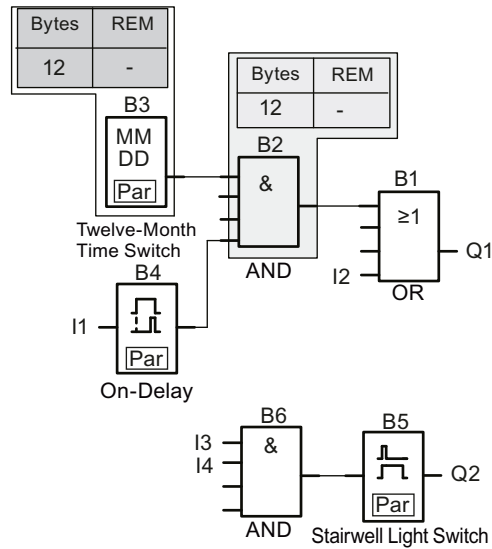 Bytes REM
12 -
B3
MM
DD
Par
Twelve-Month
Time Switch
Bytes REM
12 -
B2
&
AND
B1
≥1
I2
Q1
OR
B4
I1
Par
On-Delay
B6
I3
I4
&
AND
B5
Q2
Par
Stairwell Light Switch